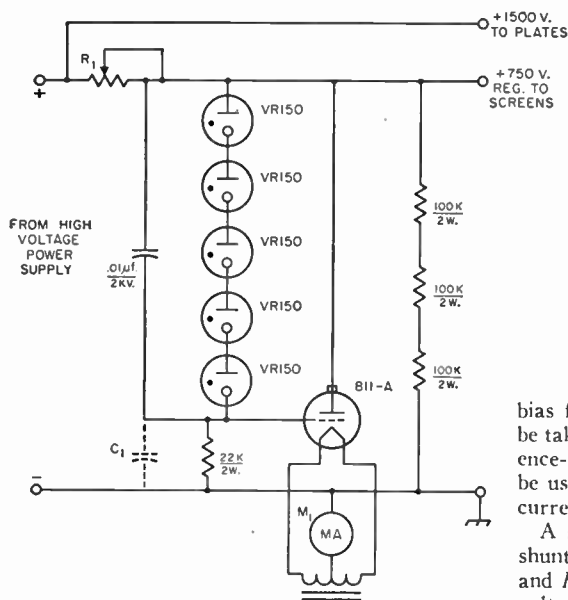 +1500 V.
TO PLATES
R1
+
+750 V.
REG. TO
SCREENS
VR150
VR150
FROM HIGH
VOLTAGE
POWER
SUPPLY
.01µf.
2KV.
VR150
VR150
VR150
100K
2W.
100K
2W.
100K
2W.
811-A
C1
22K
2W.
−
M1
MA
bias f
be tak
ence-
be us
curre
A
shunt
and